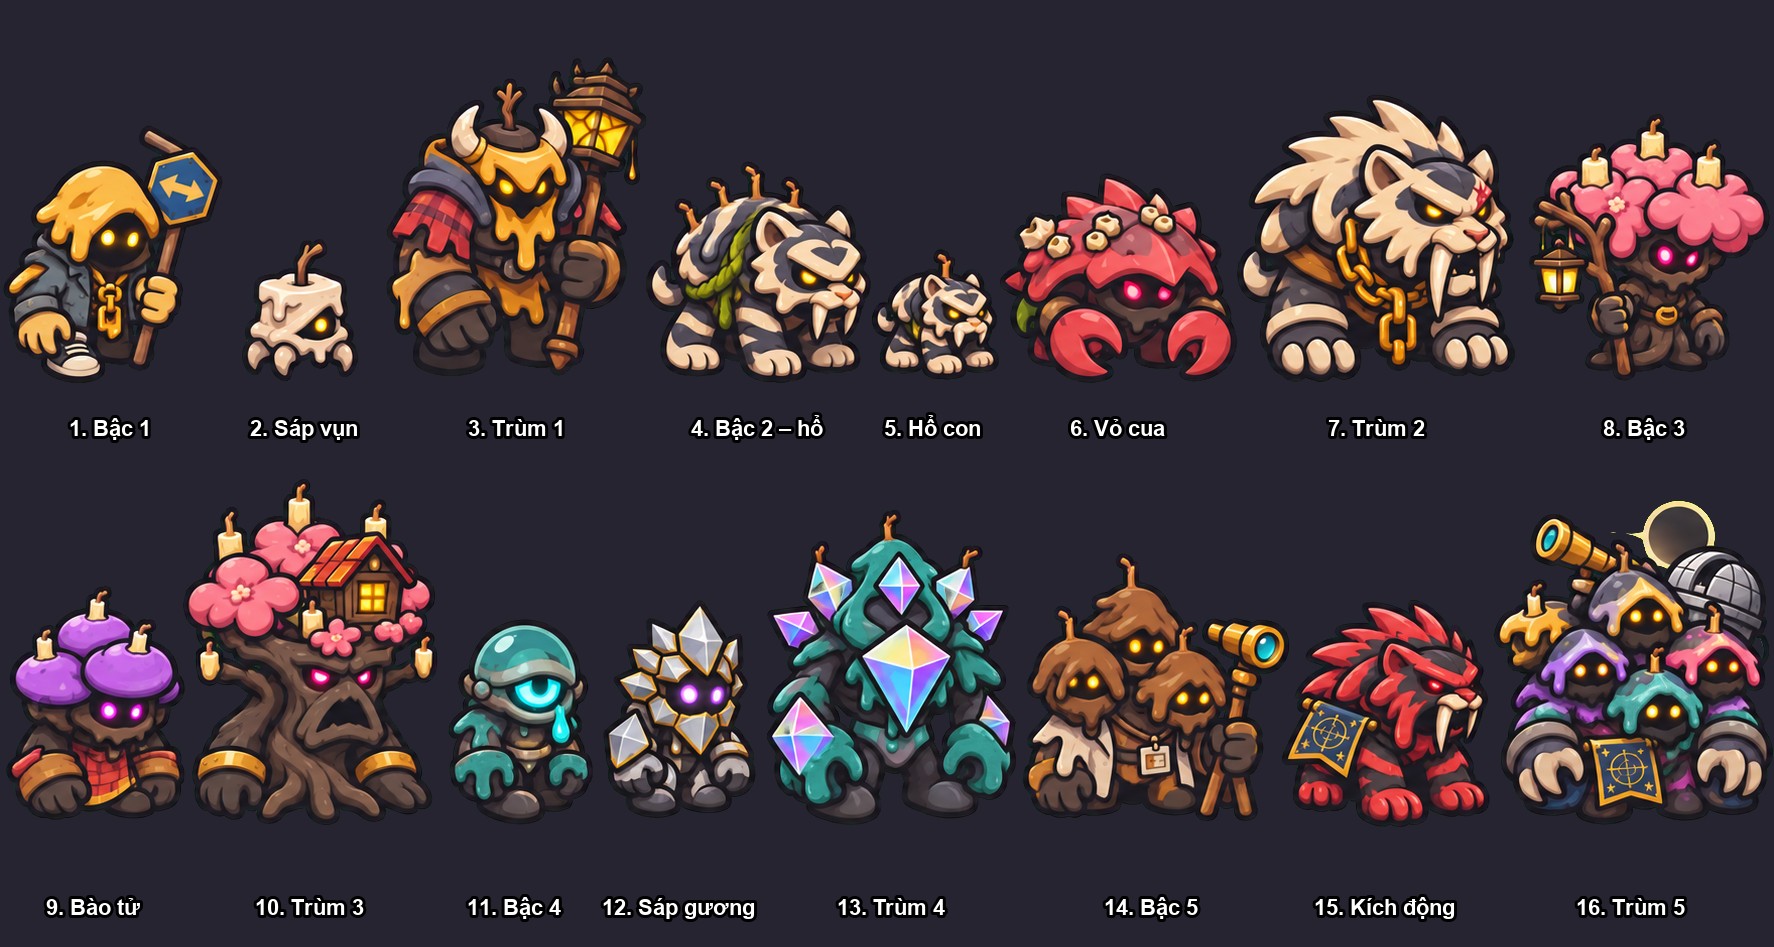 1. Bậc 1
2. Sáp vụn
3. Trùm 1
4. Bậc 2 – hổ
5. Hổ con
6. Vỏ cua
7. Trùm 2
8. Bậc 3
9. Bào tử
10. Trùm 3
11. Bậc 4
12. Sáp gương
13. Trùm 4
14. Bậc 5
15. Kích động
16. Trùm 5